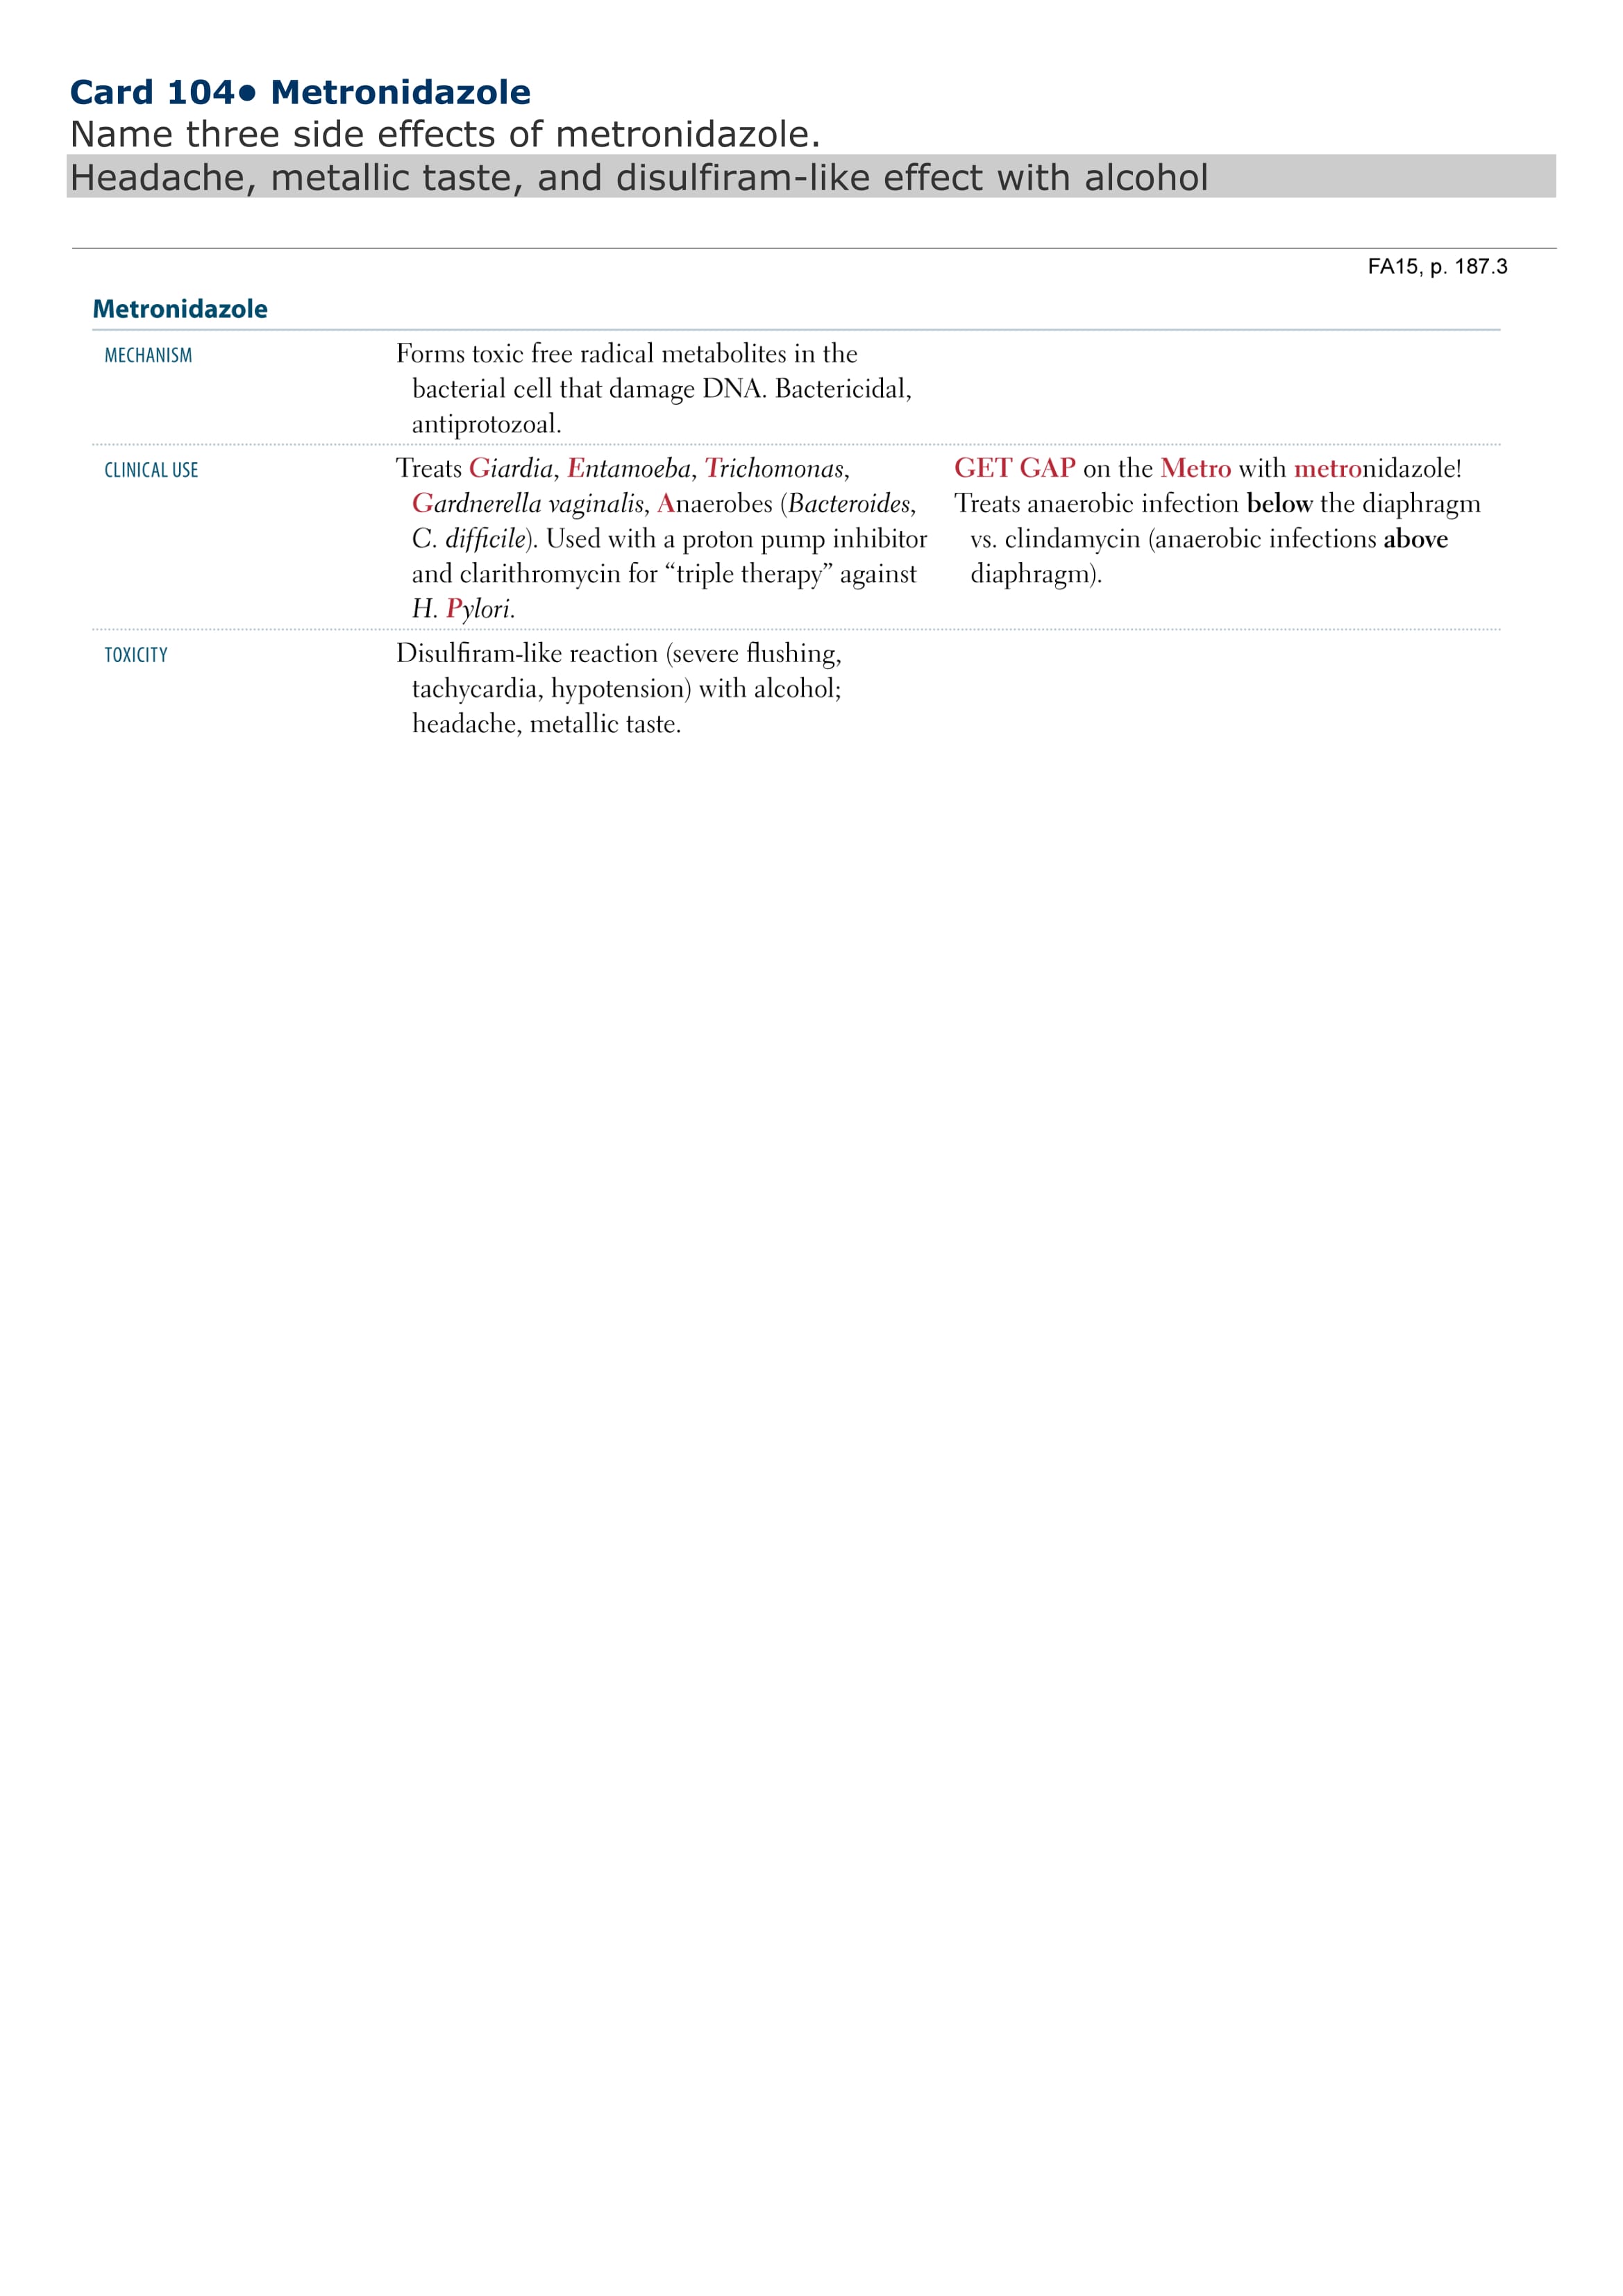 Card 104● Metronidazole
Name three side effects of metronidazole.
Headache, metallic taste, and disulfiram-like effect with alcohol
FA15, p. 187.3
Metronidazole
MECHANISM
Forms toxic free radical metabolites in the
bacterial cell that damage DNA. Bactericidal,
antiprotozoal.
CLINICAL USE
Treats Giardia, Entamoeba, Trichomonas,
Gardnerella vaginalis, Anaerobes (Bacteroides,
C. difficile). Used with a proton pump inhibitor
and clarithromycin for “triple therapy” against
H. Pylori.
GET GAP on the Metro with metronidazole!
Treats anaerobic infection below the diaphragm
vs. clindamycin (anaerobic infections above
diaphragm).
TOXICITY
Disulfiram-like reaction (severe flushing,
tachycardia, hypotension) with alcohol;
headache, metallic taste.